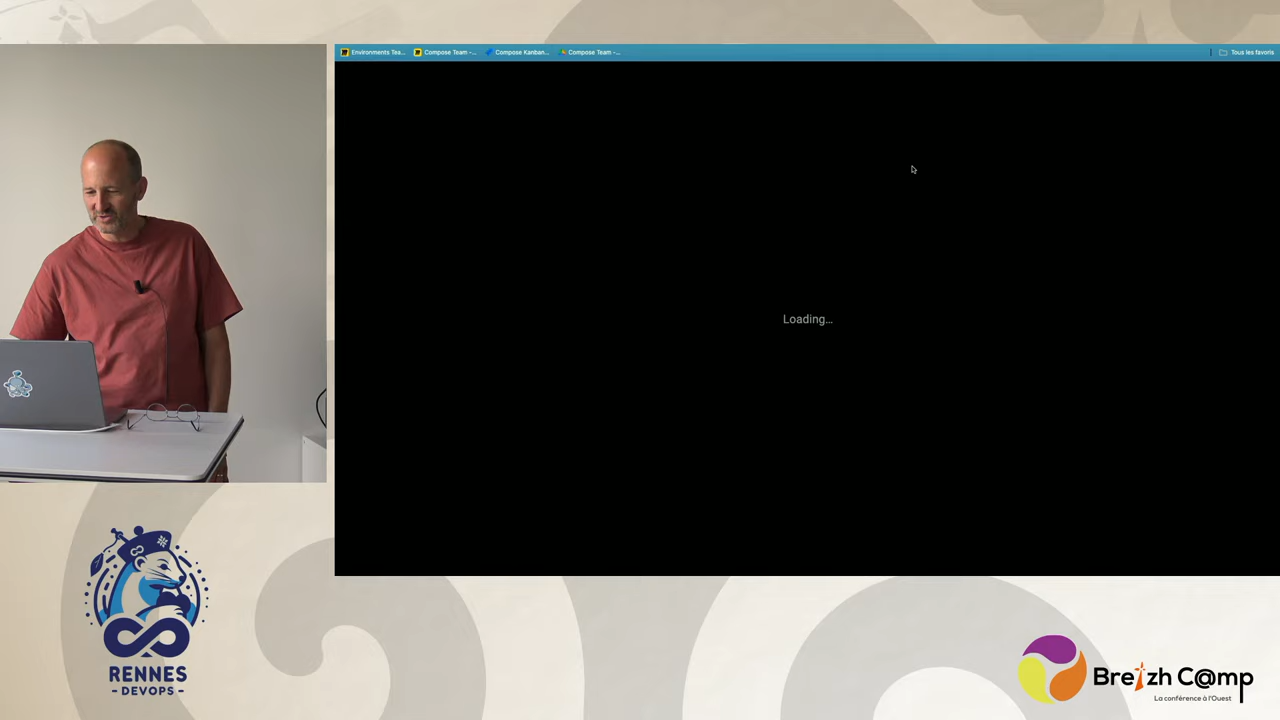 Environments Tea...
Compose Team -...
Compose Kanban...
Compose Team -...
Tous les favoris
Loading...
RENNES
- DEVOPS -
Breizh C@mp
La conférence à l'Ouest